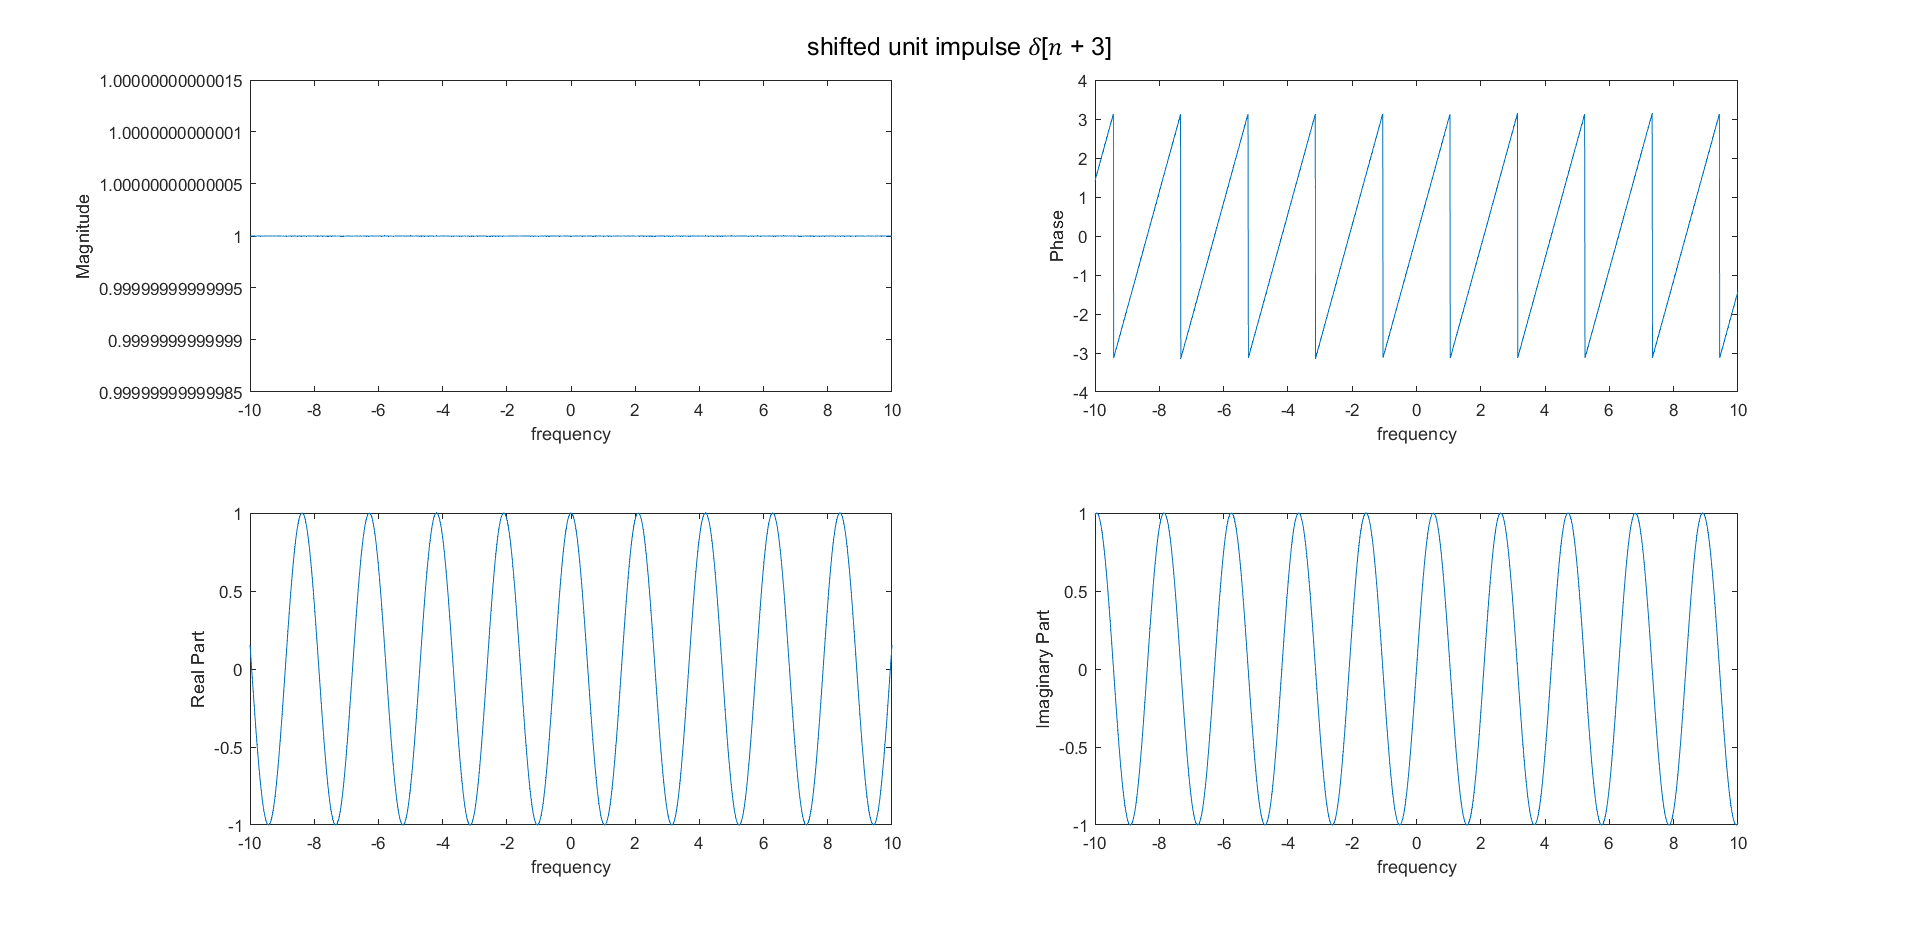 shifted unit impulse δ[n + 3]
1.00000000000015
1.0000000000001
1.00000000000005
1
0.99999999999995
0.9999999999999
0.99999999999985
Magnitude
-10 -8 -6 -4 -2 0 2 4 6 8 10
frequency
4
3
2
1
0
-1
-2
-3
-4
Phase
-10 -8 -6 -4 -2 0 2 4 6 8 10
frequency
1
0.5
0
-0.5
-1
Real Part
-10 -8 -6 -4 -2 0 2 4 6 8 10
frequency
1
0.5
0
-0.5
-1
Imaginary Part
-10 -8 -6 -4 -2 0 2 4 6 8 10
frequency